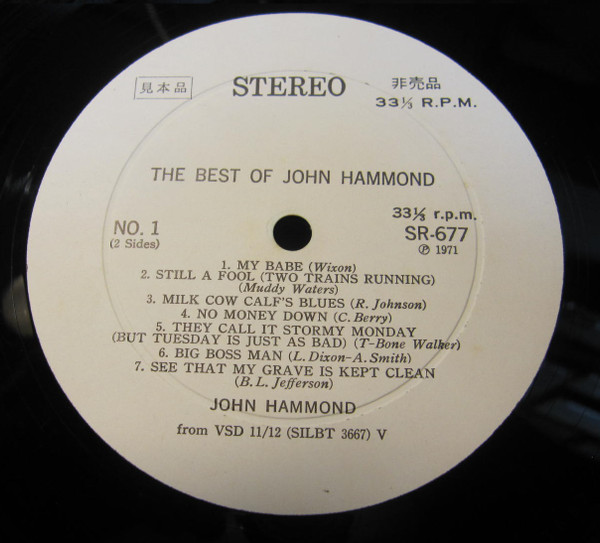 見本品
STEREO
非売品
33⅓ R.P.M.
THE BEST OF JOHN HAMMOND
NO. 1
(2 Sides)
33⅓ r.p.m.
SR-677
℗ 1971
1. MY BABE (Wixon)
2. STILL A FOOL (TWO TRAINS RUNNING)
(Muddy Waters)
3. MILK COW CALF'S BLUES (R. Johnson)
4. NO MONEY DOWN (C. Berry)
5. THEY CALL IT STORMY MONDAY
(BUT TUESDAY IS JUST AS BAD) (T-Bone Walker)
6. BIG BOSS MAN (L. Dixon-A. Smith)
7. SEE THAT MY GRAVE IS KEPT CLEAN
(B.L. Jefferson)
JOHN HAMMOND
from VSD 11/12 (SILBT 3667) V